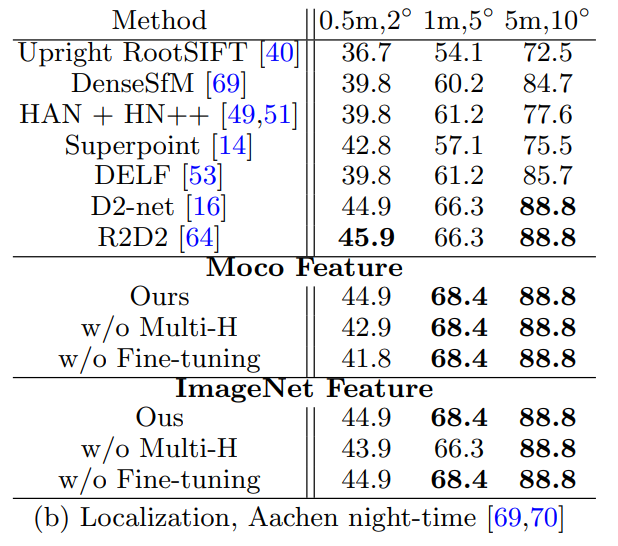 Method 0.5m,2° 1m,5° 5m,10°
Upright RootSIFT [40] 36.7 54.1 72.5
DenseSfM [69] 39.8 60.2 84.7
HAN + HN++ [49,51] 39.8 61.2 77.6
Superpoint [14] 42.8 57.1 75.5
DELF [53] 39.8 61.2 85.7
D2-net [16] 44.9 66.3 88.8
R2D2 [64] 45.9 66.3 88.8
Moco Feature
Ours 44.9 68.4 88.8
w/o Multi-H 42.9 68.4 88.8
w/o Fine-tuning 41.8 68.4 88.8
ImageNet Feature
Ous 44.9 68.4 88.8
w/o Multi-H 43.9 66.3 88.8
w/o Fine-tuning 44.9 68.4 88.8
(b) Localization, Aachen night-time [69,70]